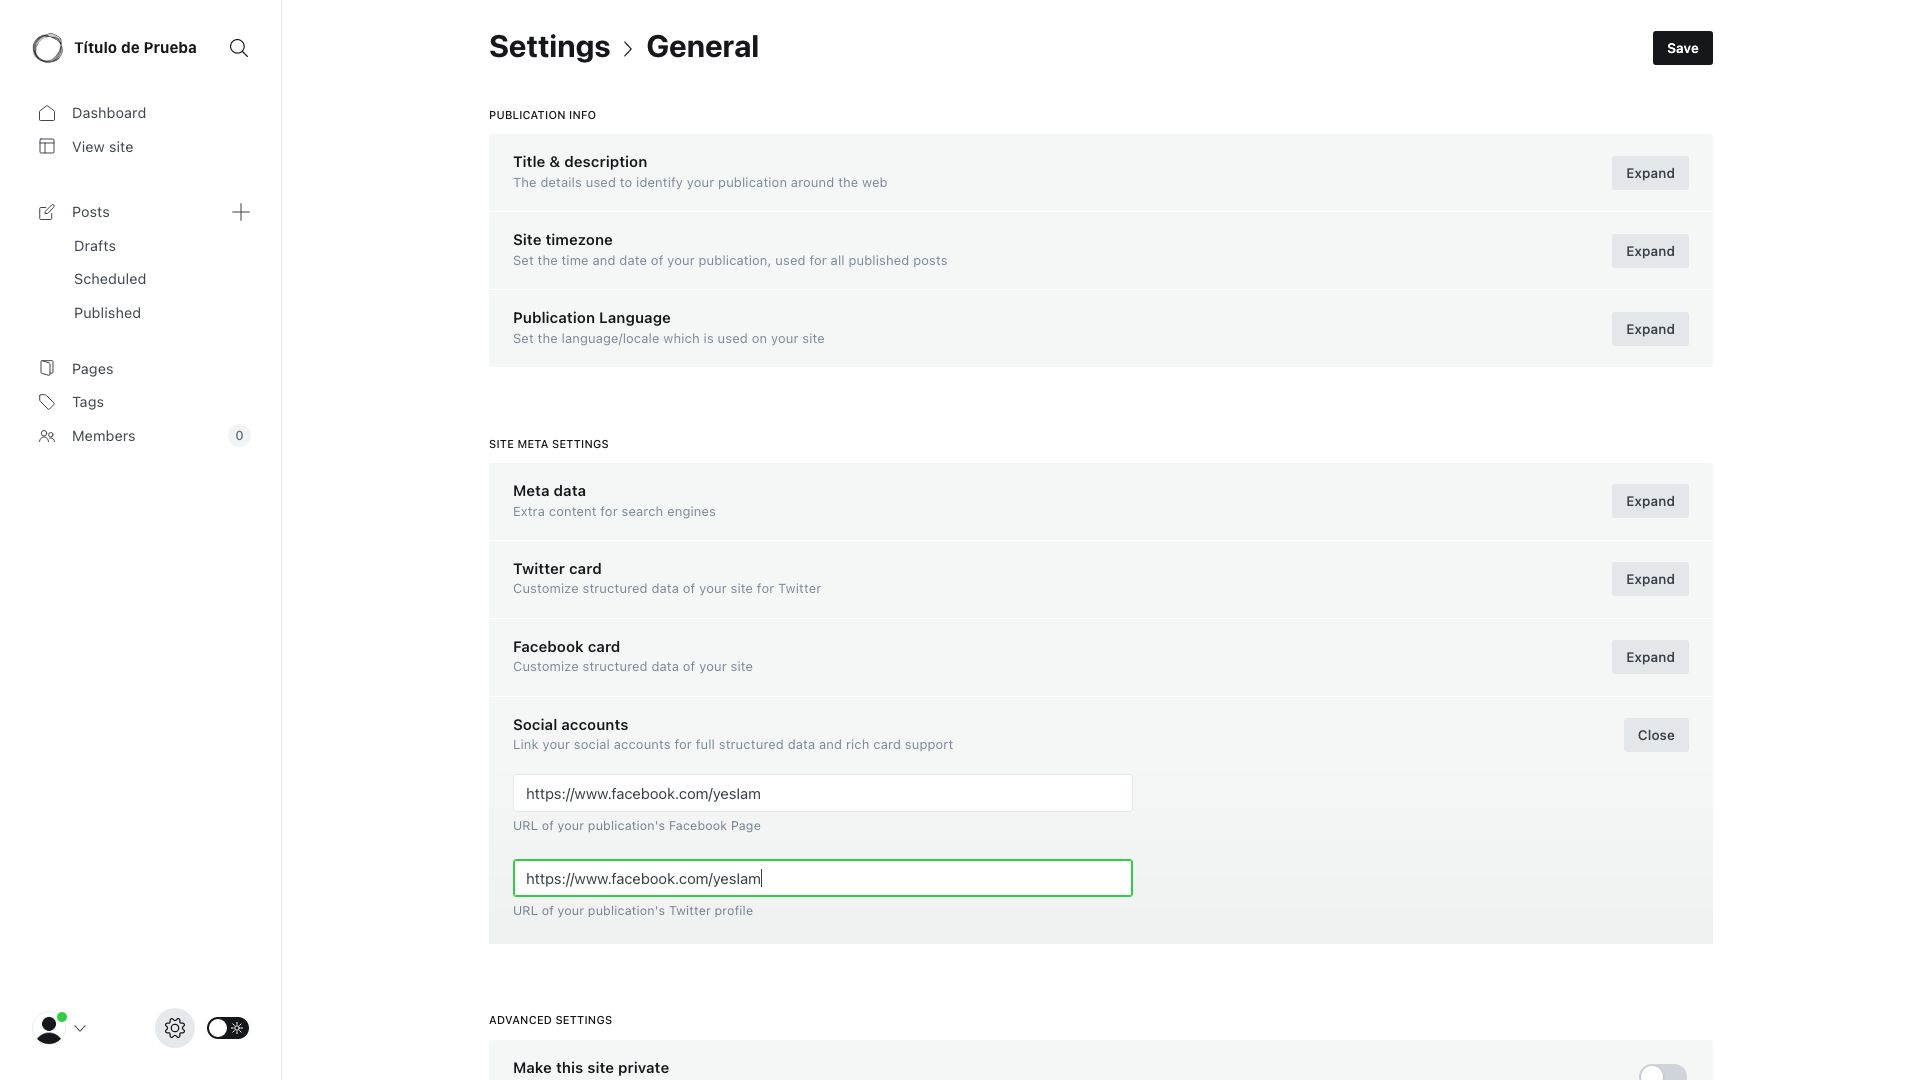 Título de Prueba
Dashboard
View site
Posts
Drafts
Scheduled
Published
Pages
Tags
Members
0
Settings
General
Save
PUBLICATION INFO
Title & description
The details used to identify your publication around the web
Expand
Site timezone
Set the time and date of your publication, used for all published posts
Expand
Publication Language
Set the language/locale which is used on your site
Expand
SITE META SETTINGS
Meta data
Extra content for search engines
Expand
Twitter card
Customize structured data of your site for Twitter
Expand
Facebook card
Customize structured data of your site
Expand
Social accounts
Link your social accounts for full structured data and rich card support
Close
https://www.facebook.com/yeslam
URL of your publication's Facebook Page
https://www.facebook.com/yeslam
URL of your publication's Twitter profile
ADVANCED SETTINGS
Make this site private